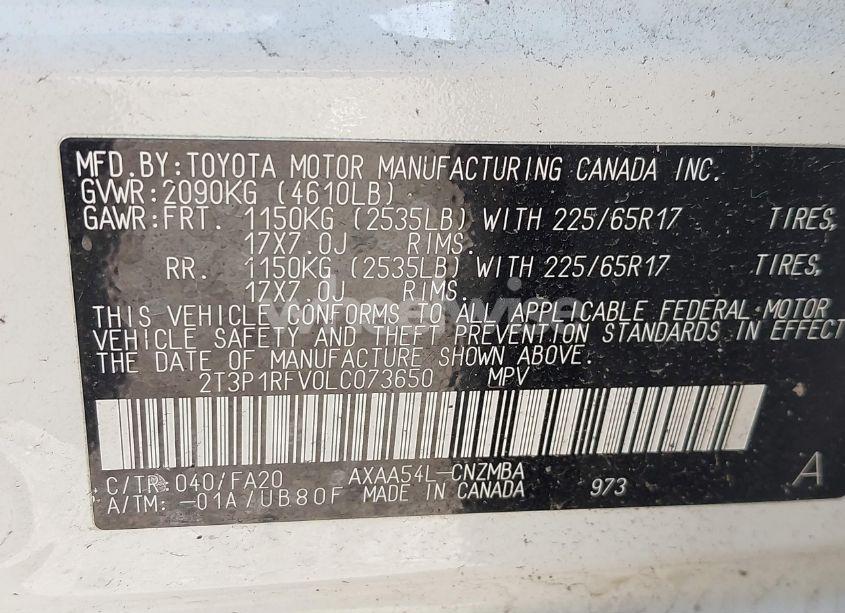 MFD.BY:TOYOTA MOTOR MANUFACTURING CANADA INC.
GVWR:2090KG (4610LB)
GAWR:FRT. 1150KG (2535LB) WITH 225/65R17 TIRES,
17X7.0J RIMS.
RR. 1150KG (2535LB) WITH 225/65R17 TIRES,
17X7.0J RIMS.
THIS VEHICLE CONFORMS TO ALL APPLICABLE FEDERAL MOTOR
VEHICLE SAFETY AND THEFT PREVENTION STANDARDS IN EFFECT
THE DATE OF MANUFACTURE SHOWN ABOVE.
2T3P1RFV0LC073650 MPV
C/TR:040/FA20 AXAA54L-CNZMBA A
A/TM: -01A/UB80F MADE IN CANADA 973